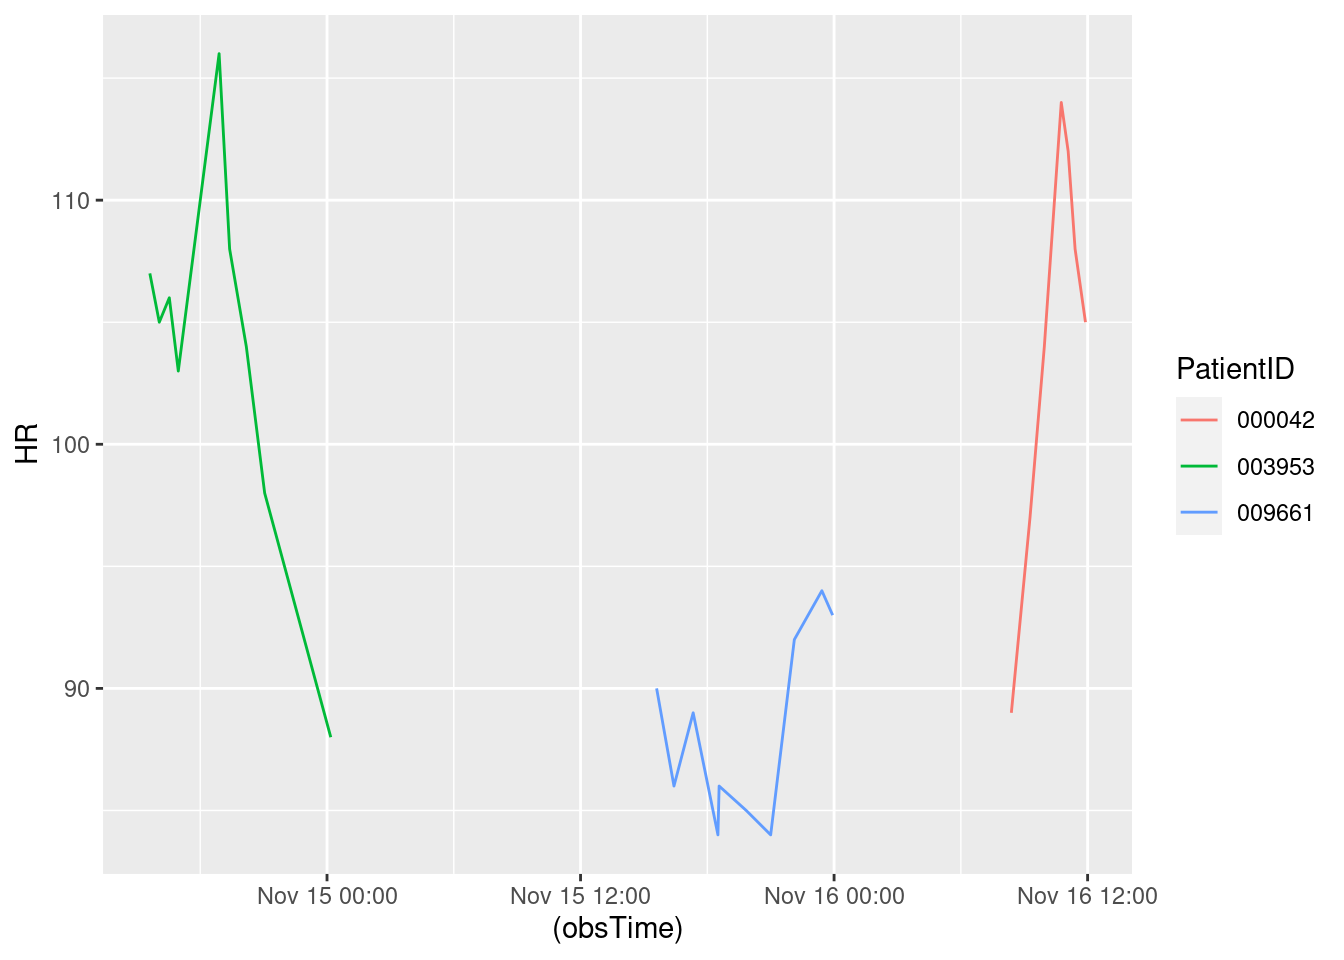 HR
110
100
90
Nov 15 00:00
Nov 15 12:00
Nov 16 00:00
Nov 16 12:00
(obsTime)
PatientID
000042
003953
009661